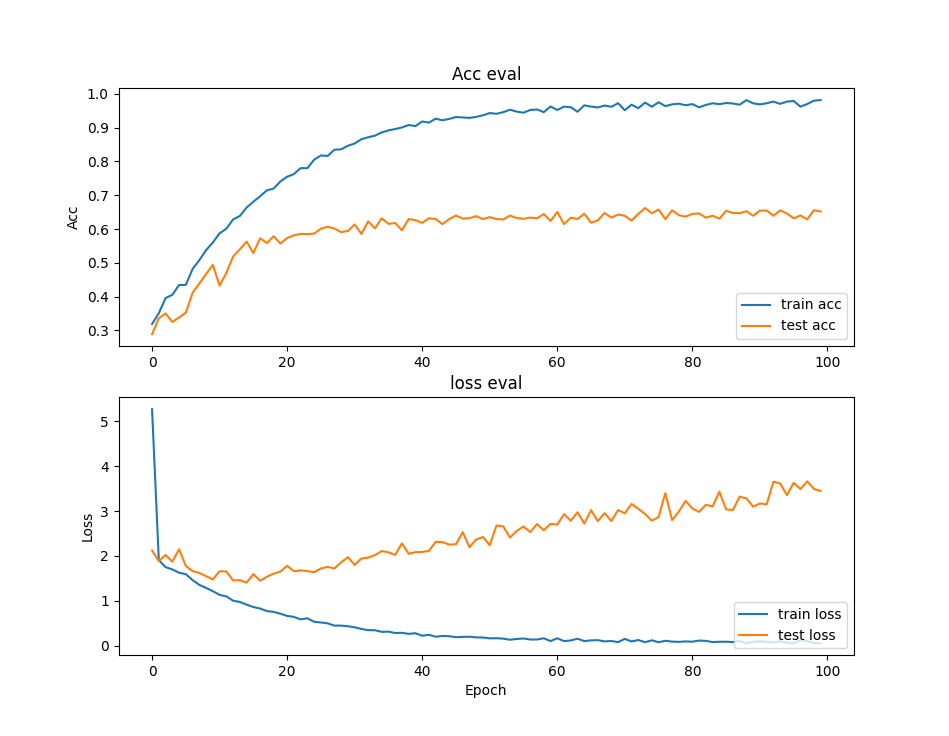 Acc eval
1.0
0.9
0.8
0.7
0.6
0.5
0.4
0.3
Acc
0 20 40 60 80 100
train acc
test acc
loss eval
5
4
3
2
1
0
Loss
0 20 40 60 80 100
train loss
test loss
Epoch